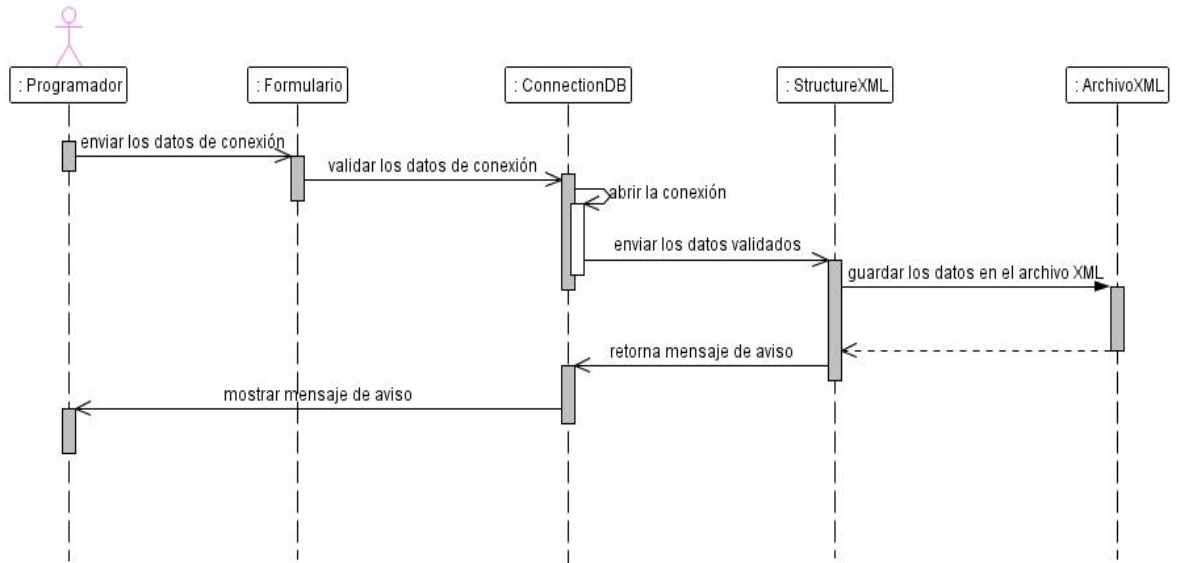 : Programador
: Formulario
: ConnectionDB
: StructureXML
: ArchivoXML
enviar los datos de conexión
validar los datos de conexión
abrir la conexión
enviar los datos validados
guardar los datos en el archivo XML
retorna mensaje de aviso
mostrar mensaje de aviso